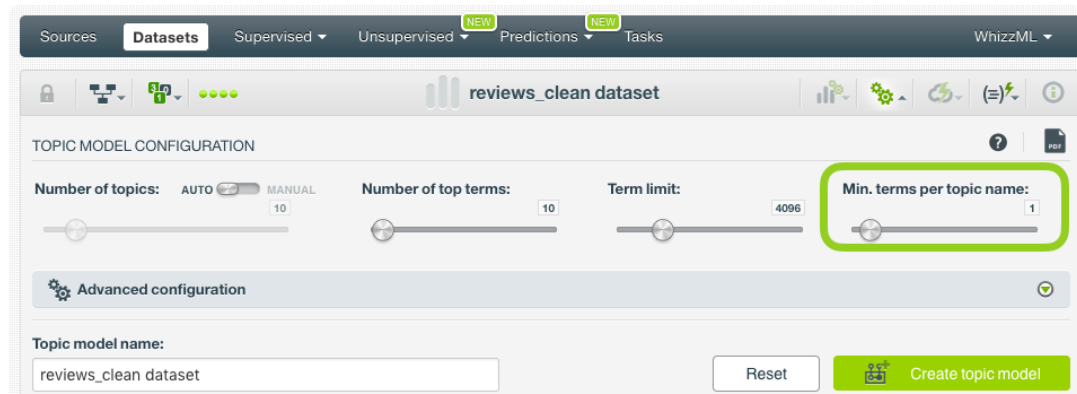 NEW NEW
Sources Datasets Supervised Unsupervised Predictions Tasks WhizzML
reviews_clean dataset
TOPIC MODEL CONFIGURATION
PDF
Number of topics: AUTO MANUAL Number of top terms: Term limit: Min. terms per topic name:
10 10 4096 1
Advanced configuration
Topic model name:
reviews_clean dataset Reset Create topic model